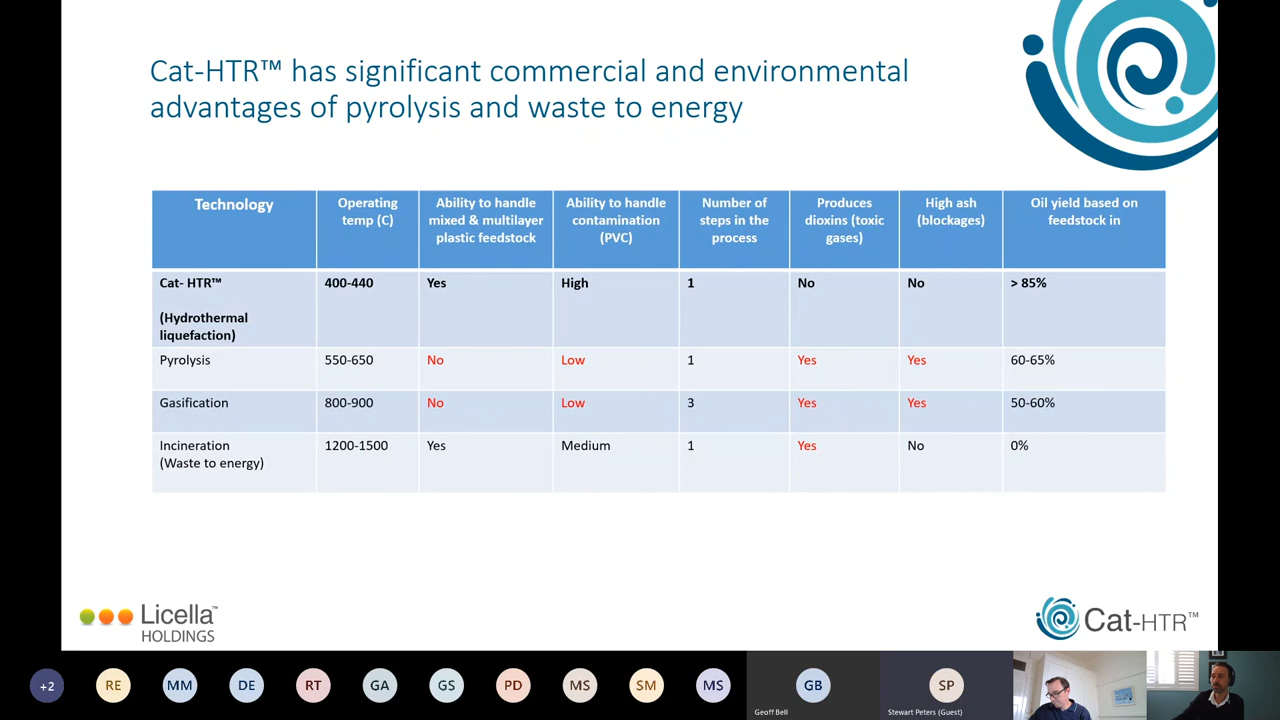 Cat-HTR™ has significant commercial and environmental
advantages of pyrolysis and waste to energy
Technology
Operating
temp (C)
Ability to handle
mixed & multilayer
plastic feedstock
Ability to handle
contamination
(PVC)
Number of
steps in the
process
Produces
dioxins (toxic
gases)
High ash
(blockages)
Oil yield based on
feedstock in
Cat- HTR™
(Hydrothermal
liquefaction)
400-440
Yes
High
1
No
No
> 85%
Pyrolysis
550-650
No
Low
1
Yes
Yes
60-65%
Gasification
800-900
No
Low
3
Yes
Yes
50-60%
Incineration
(Waste to energy)
1200-1500
Yes
Medium
1
Yes
No
0%
Licella™
HOLDINGS
Cat-HTR™
+2
RE
MM
DE
RT
GA
GS
PD
MS
SM
MS
GB
Geoff Bell
SP
Stewart Peters (Guest)